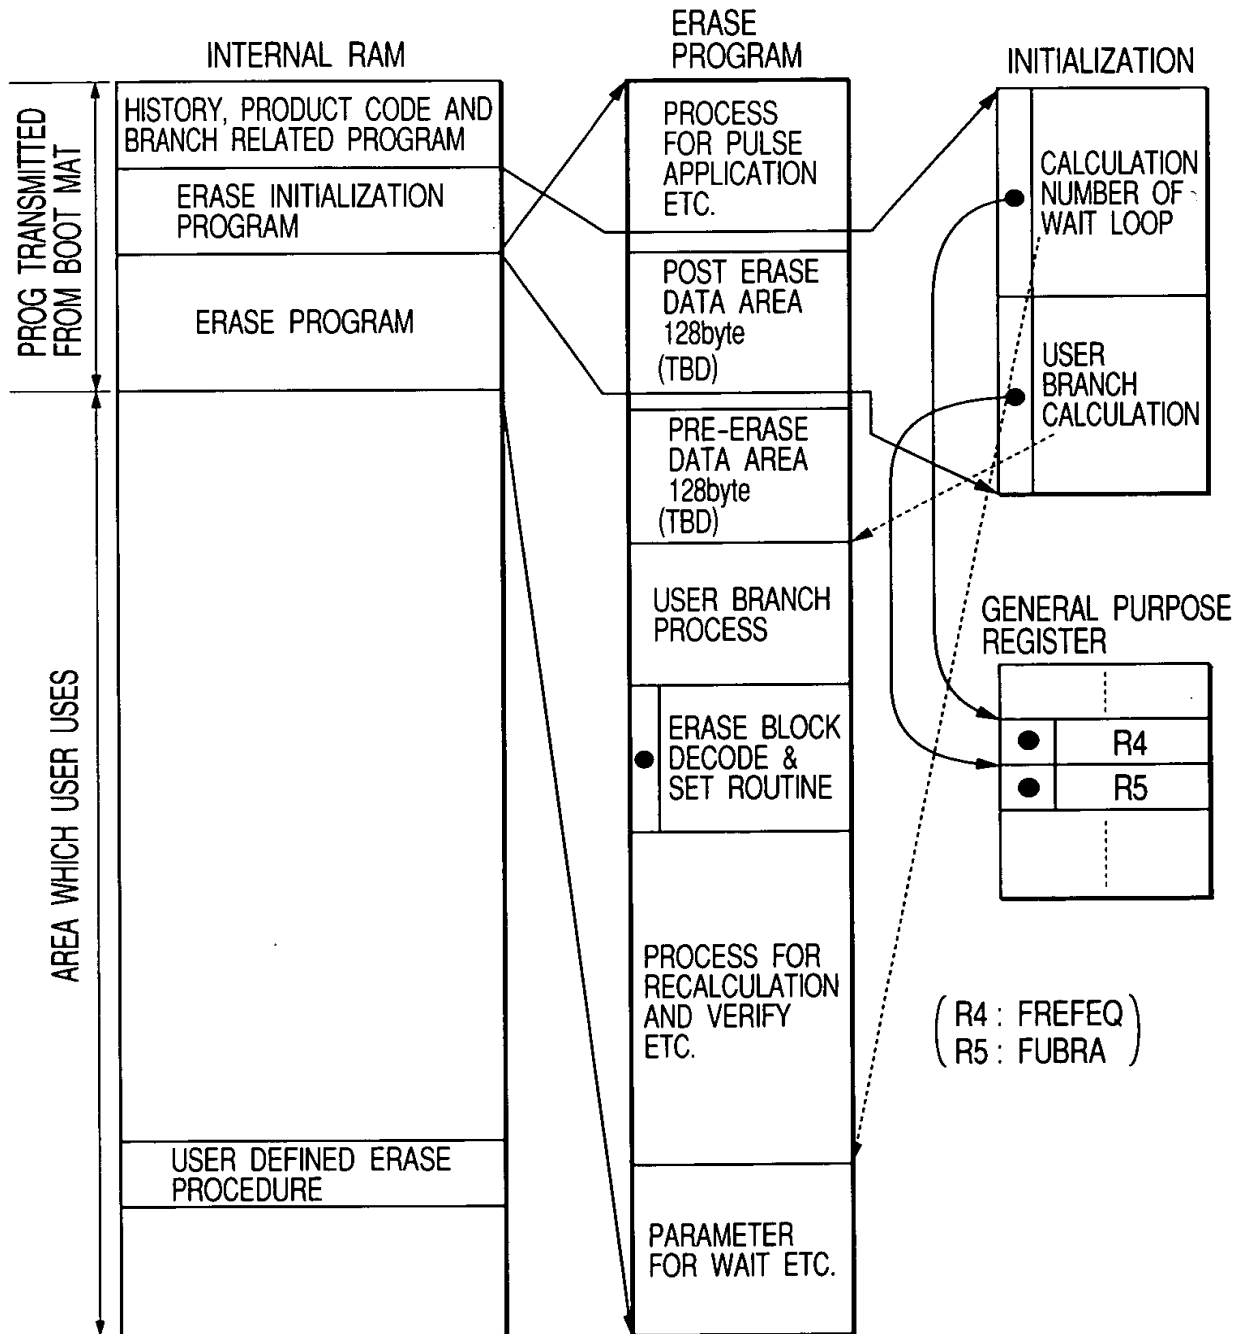 INTERNAL RAM
PROG TRANSMITTED
FROM BOOT MAT
HISTORY, PRODUCT CODE AND
BRANCH RELATED PROGRAM
ERASE INITIALIZATION
PROGRAM
ERASE PROGRAM
AREA WHICH USER USES
USER DEFINED ERASE
PROCEDURE
ERASE
PROGRAM
PROCESS
FOR PULSE
APPLICATION
ETC.
POST ERASE
DATA AREA
128byte
(TBD)
PRE-ERASE
DATA AREA
128byte
(TBD)
USER BRANCH
PROCESS
ERASE BLOCK
DECODE &
SET ROUTINE
PROCESS FOR
RECALCULATION
AND VERIFY
ETC.
PARAMETER
FOR WAIT ETC.
INITIALIZATION
CALCULATION
NUMBER OF
WAIT LOOP
USER
BRANCH
CALCULATION
GENERAL PURPOSE
REGISTER
R4
R5
(R4 : FREFEQ
R5 : FUBRA)